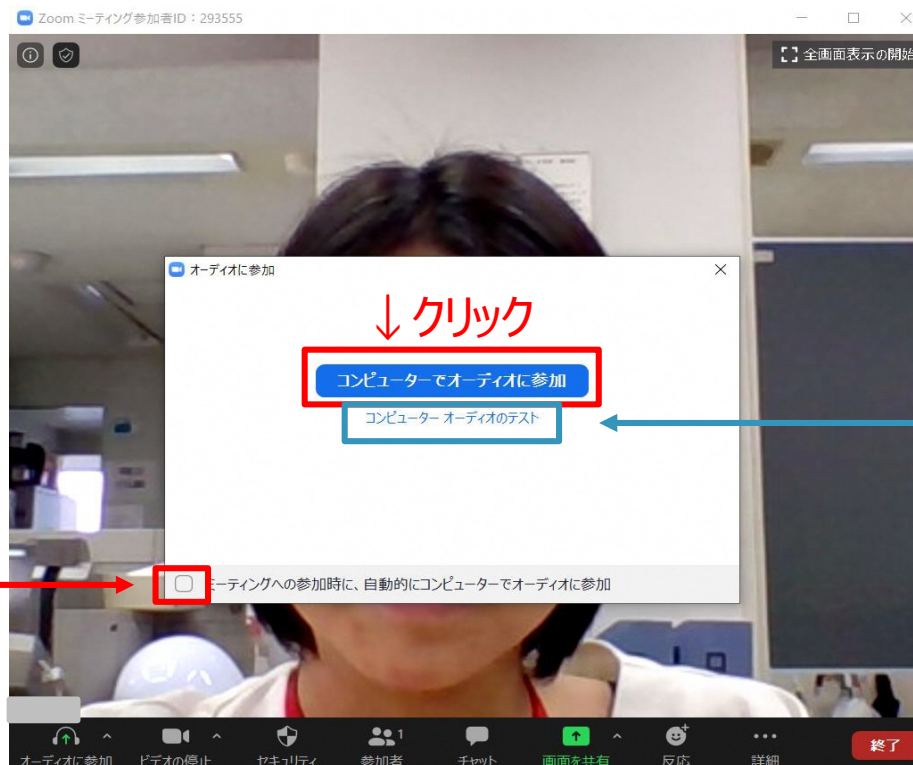 Zoom ミーティング参加者ID：293555
全画面表示の開始
オーディオに参加
↓クリック
コンピューターでオーディオに参加
コンピューター オーディオのテスト
ミーティングへの参加時に、自動的にコンピューターでオーディオに参加
1
オーディオに参加 ビデオの停止 セキュリティ 参加者 チャット 画面を共有 反応 詳細 終了